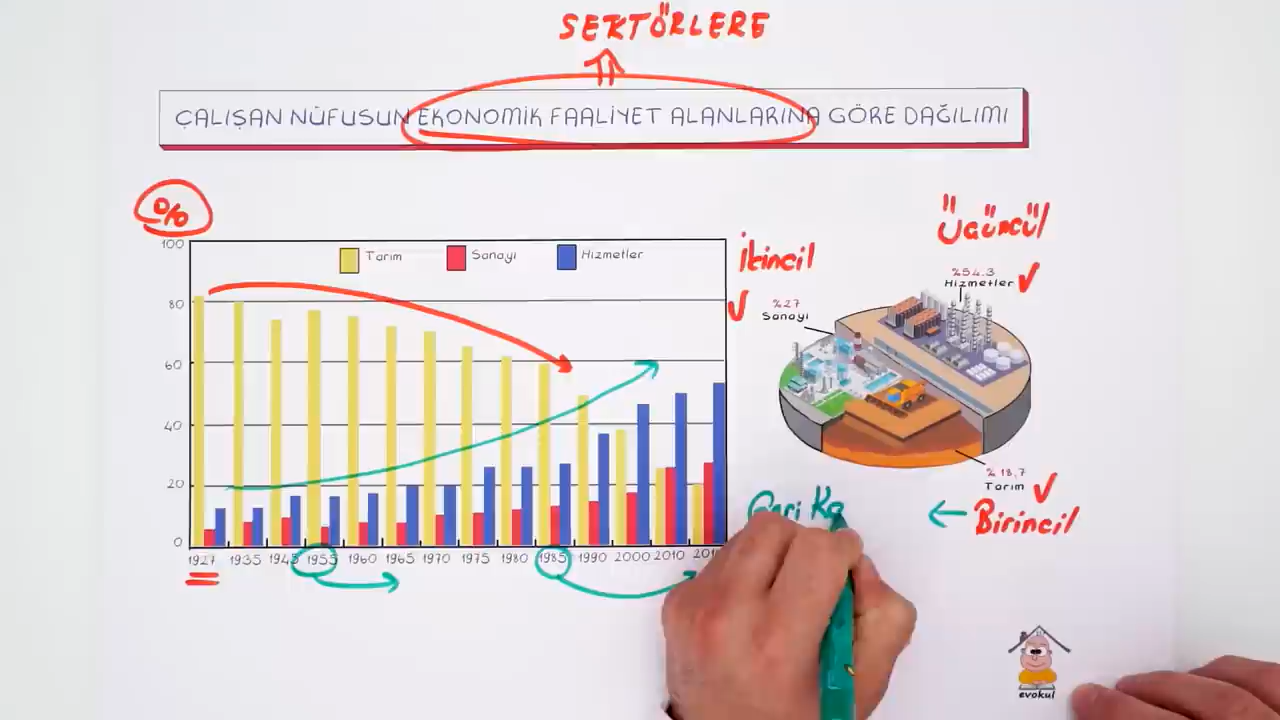 SEKTÖRLERE
ÇALIŞAN NÜFUSUN EKONOMİK FAALİYET ALANLARINA GÖRE DAĞILIMI
%
100
80
60
40
20
0
Tarım
Sanayi
Hizmetler
1927 1935 1945 1955 1960 1965 1970 1975 1980 1985 1990 2000 2010
İkincil
%27
Sanayi
Üçüncül
%54.3
Hizmetler
%18,7
Tarım
Birincil
Geri Ka
evokul